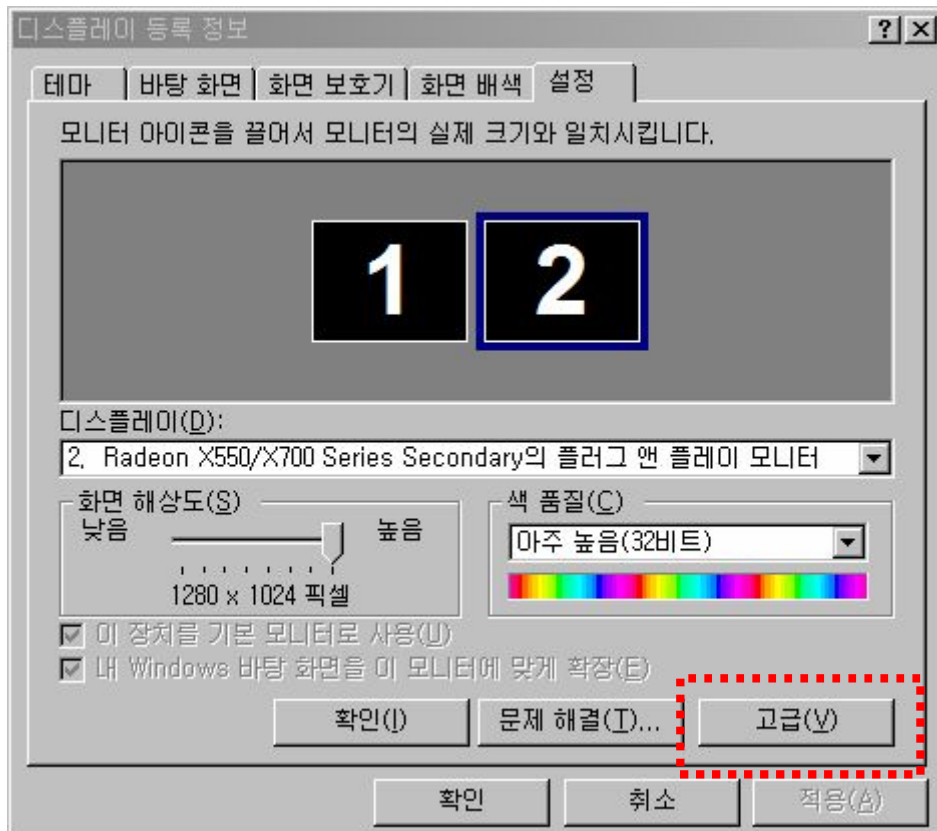 디스플레이 등록 정보
? X
테마 바탕 화면 화면 보호기 화면 배색 설정
모니터 아이콘을 끌어서 모니터의 실제 크기와 일치시킵니다.
1 2
디스플레이(D):
2. Radeon X550/X700 Series Secondary의 플러그 앤 플레이 모니터
화면 해상도(S) 색 품질(C)
낮음 높음 아주 높음(32비트)
1280 x 1024 픽셀
이 장치를 기본 모니터로 사용(U)
내 Windows 바탕 화면을 이 모니터에 맞게 확장(E)
확인(I) 문제 해결(T)... 고급(V)
확인 취소 적용(A)